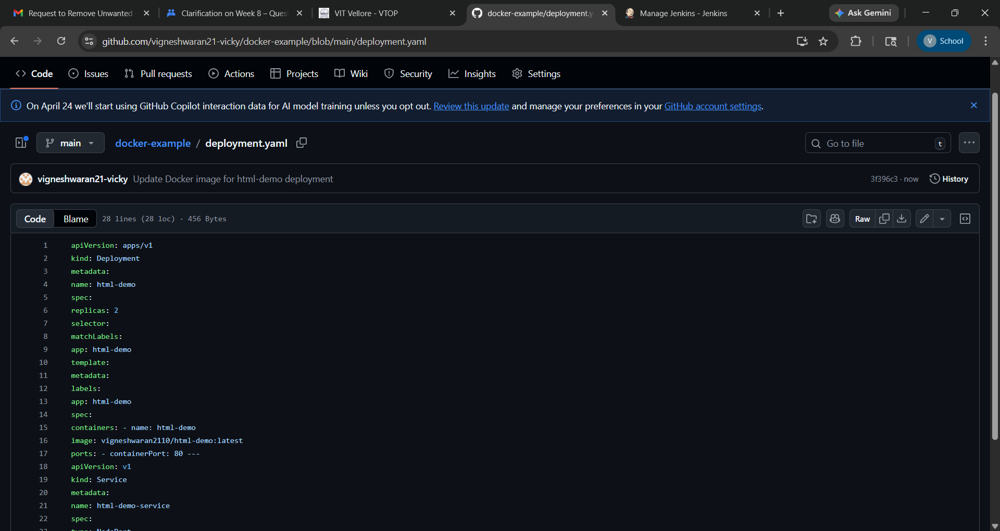 Request to Remove Unwanted
Clarification on Week 8 – Ques
VIT Vellore - VTOP
docker-example/deployment.y
Manage Jenkins - Jenkins
Ask Gemini
github.com/vigneshwaran21-vicky/docker-example/blob/main/deployment.yaml
V School
Code Issues Pull requests Actions Projects Wiki Security Insights Settings
On April 24 we'll start using GitHub Copilot interaction data for AI model training unless you opt out. Review this update and manage your preferences in your GitHub account settings.
main docker-example / deployment.yaml Go to file t
vigneshwaran21-vicky Update Docker image for html-demo deployment 3f396c3 · now History
Code Blame 28 lines (28 loc) · 456 Bytes Raw
1 apiVersion: apps/v1
2 kind: Deployment
3 metadata:
4 name: html-demo
5 spec:
6 replicas: 2
7 selector:
8 matchLabels:
9 app: html-demo
10 template:
11 metadata:
12 labels:
13 app: html-demo
14 spec:
15 containers: - name: html-demo
16 image: vigneshwaran2110/html-demo:latest
17 ports: - containerPort: 80 ---
18 apiVersion: v1
19 kind: Service
20 metadata:
21 name: html-demo-service
22 spec:
23 type: NodePort